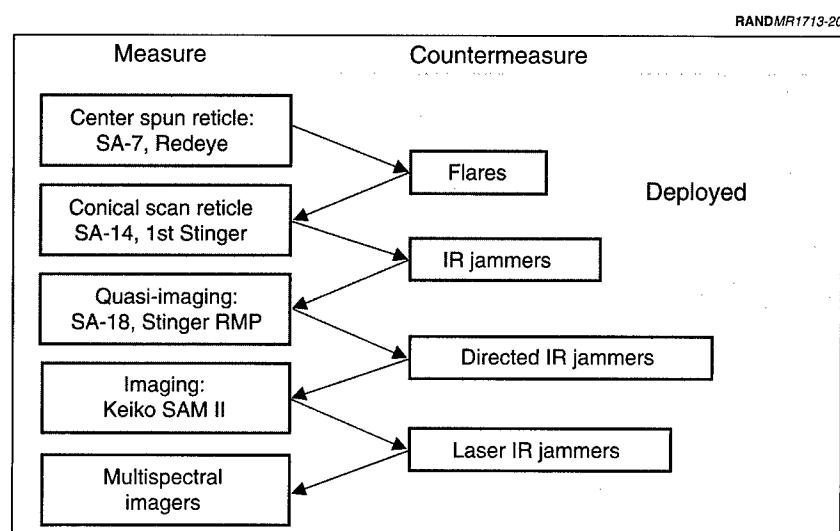 RANDMR1713-20
Measure
Countermeasure
Center spun reticle:
SA-7, Redeye
Flares
Deployed
Conical scan reticle
SA-14, 1st Stinger
IR jammers
Quasi-imaging:
SA-18, Stinger RMP
Directed IR jammers
Imaging:
Keiko SAM II
Laser IR jammers
Multispectral
imagers